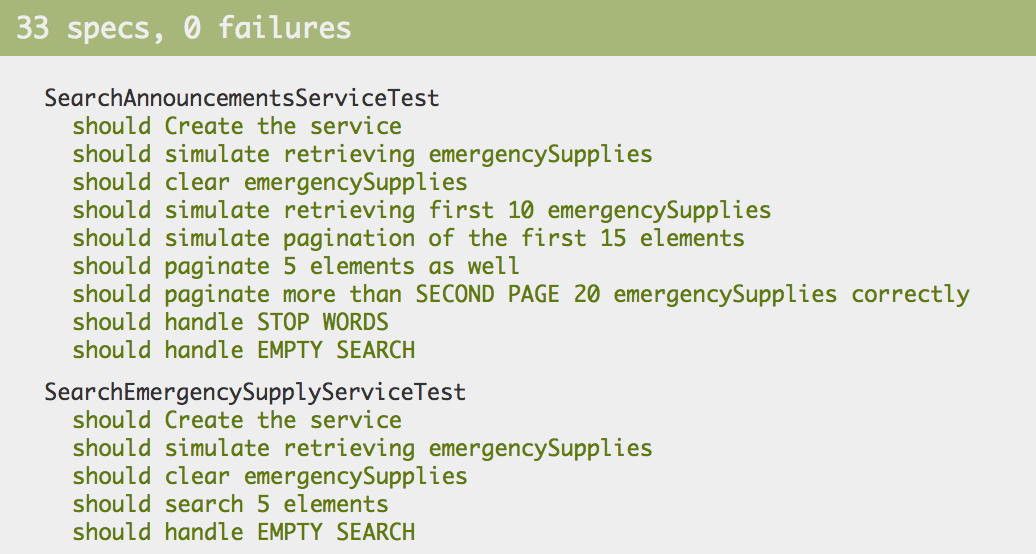 33 specs, 0 failures
SearchAnnouncementsServiceTest
should Create the service
should simulate retrieving emergencySupplies
should clear emergencySupplies
should simulate retrieving first 10 emergencySupplies
should simulate pagination of the first 15 elements
should paginate 5 elements as well
should paginate more than SECOND PAGE 20 emergencySupplies correctly
should handle STOP WORDS
should handle EMPTY SEARCH
SearchEmergencySupplyServiceTest
should Create the service
should simulate retrieving emergencySupplies
should clear emergencySupplies
should search 5 elements
should handle EMPTY SEARCH